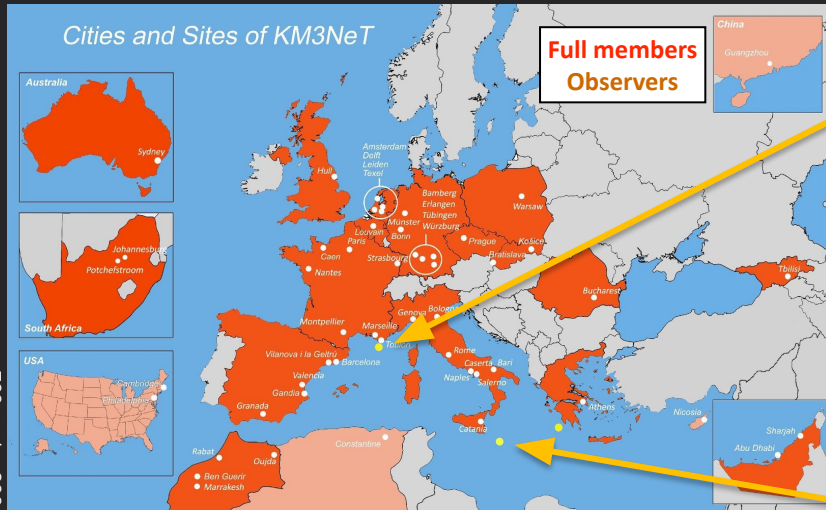 Cities and Sites of KM3NeT
Full members
Observers
China
Guangzhou
Australia
Sydney
Johannesburg
Potchefstroom
South Africa
USA
Cambridge
Philadelphia
Amsterdam
Delft
Leiden
Texel
Hull
Bamberg
Erlangen
Tübingen
Würzburg
Münster
Bonn
Louvain
Paris
Caen
Strasbourg
Nantes
Warsaw
Prague
Košice
Bratislava
Bucharest
Tbilisi
Montpellier
Marseille
Toulon
Genova
Bologna
Vilanova i la Geltrú
Barcelona
Valencia
Gandia
Granada
Rome
Caserta
Bari
Naples
Salerno
Catania
Athens
Nicosia
Rabat
Oujda
Ben Guerir
Marrakesh
Constantine
Sharjah
Abu Dhabi